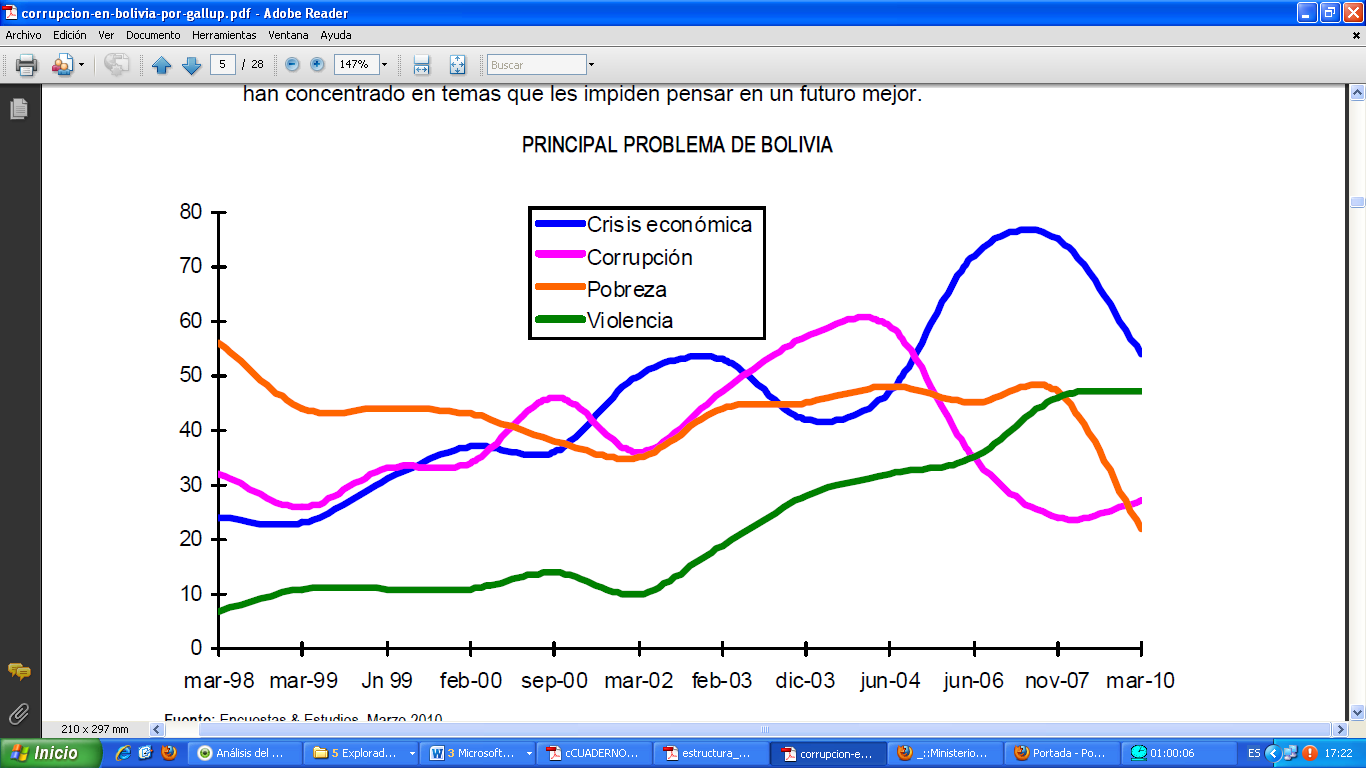 corrupcion-en-bolivia-por-gallup.pdf - Adobe Reader
Archivo Edición Ver Documento Herramientas Ventana Ayuda
5 / 28 147% Buscar
han concentrado en temas que les impiden pensar en un futuro mejor.
PRINCIPAL PROBLEMA DE BOLIVIA
Crisis económica
Corrupción
Pobreza
Violencia
80
70
60
50
40
30
20
10
0
mar-98 mar-99 Jn 99 feb-00 sep-00 mar-02 feb-03 dic-03 jun-04 jun-06 nov-07 mar-10
Fuente: Encuestas & Estudios. Marzo 2010
210 x 297 mm
Inicio Análisis del ... 5 Explorad... 3 Microsoft... cCUADERNO... estructura_... corrupcion-e... _::Ministerio... Portada - Po... 01:00:06 ES 17:22